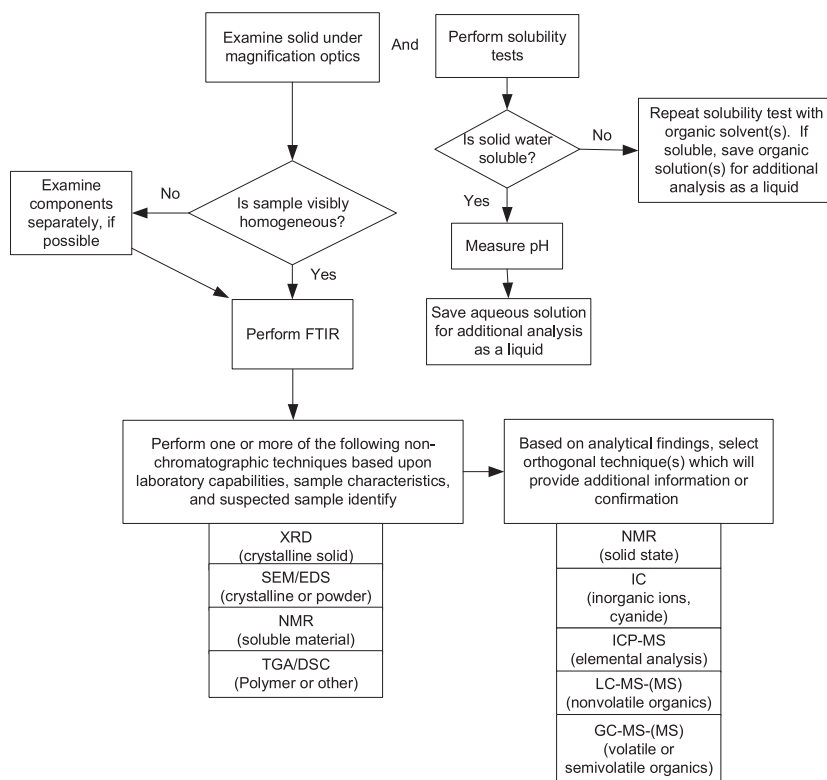 Examine solid under
magnification optics
And
Perform solubility
tests
Is solid water
soluble?
No
Repeat solubility test with
organic solvent(s).  If
soluble, save organic
solution(s) for additional
analysis as a liquid
Examine
components
separately, if
possible
No
Is sample visibly
homogeneous?
Yes
Measure pH
Yes
Save aqueous solution
for additional analysis
as a liquid
Perform FTIR
Perform one or more of the following non-
chromatographic techniques based upon
laboratory capabilities, sample characteristics,
and suspected sample identify
XRD
(crystalline solid)
SEM/EDS
(crystalline or powder)
NMR
(soluble material)
TGA/DSC
(Polymer or other)
Based on analytical findings, select
orthogonal technique(s) which will
provide additional information or
confirmation
NMR
(solid state)
IC
(inorganic ions,
cyanide)
ICP-MS
(elemental analysis)
LC-MS-(MS)
(nonvolatile organics)
GC-MS-(MS)
(volatile or
semivolatile organics)